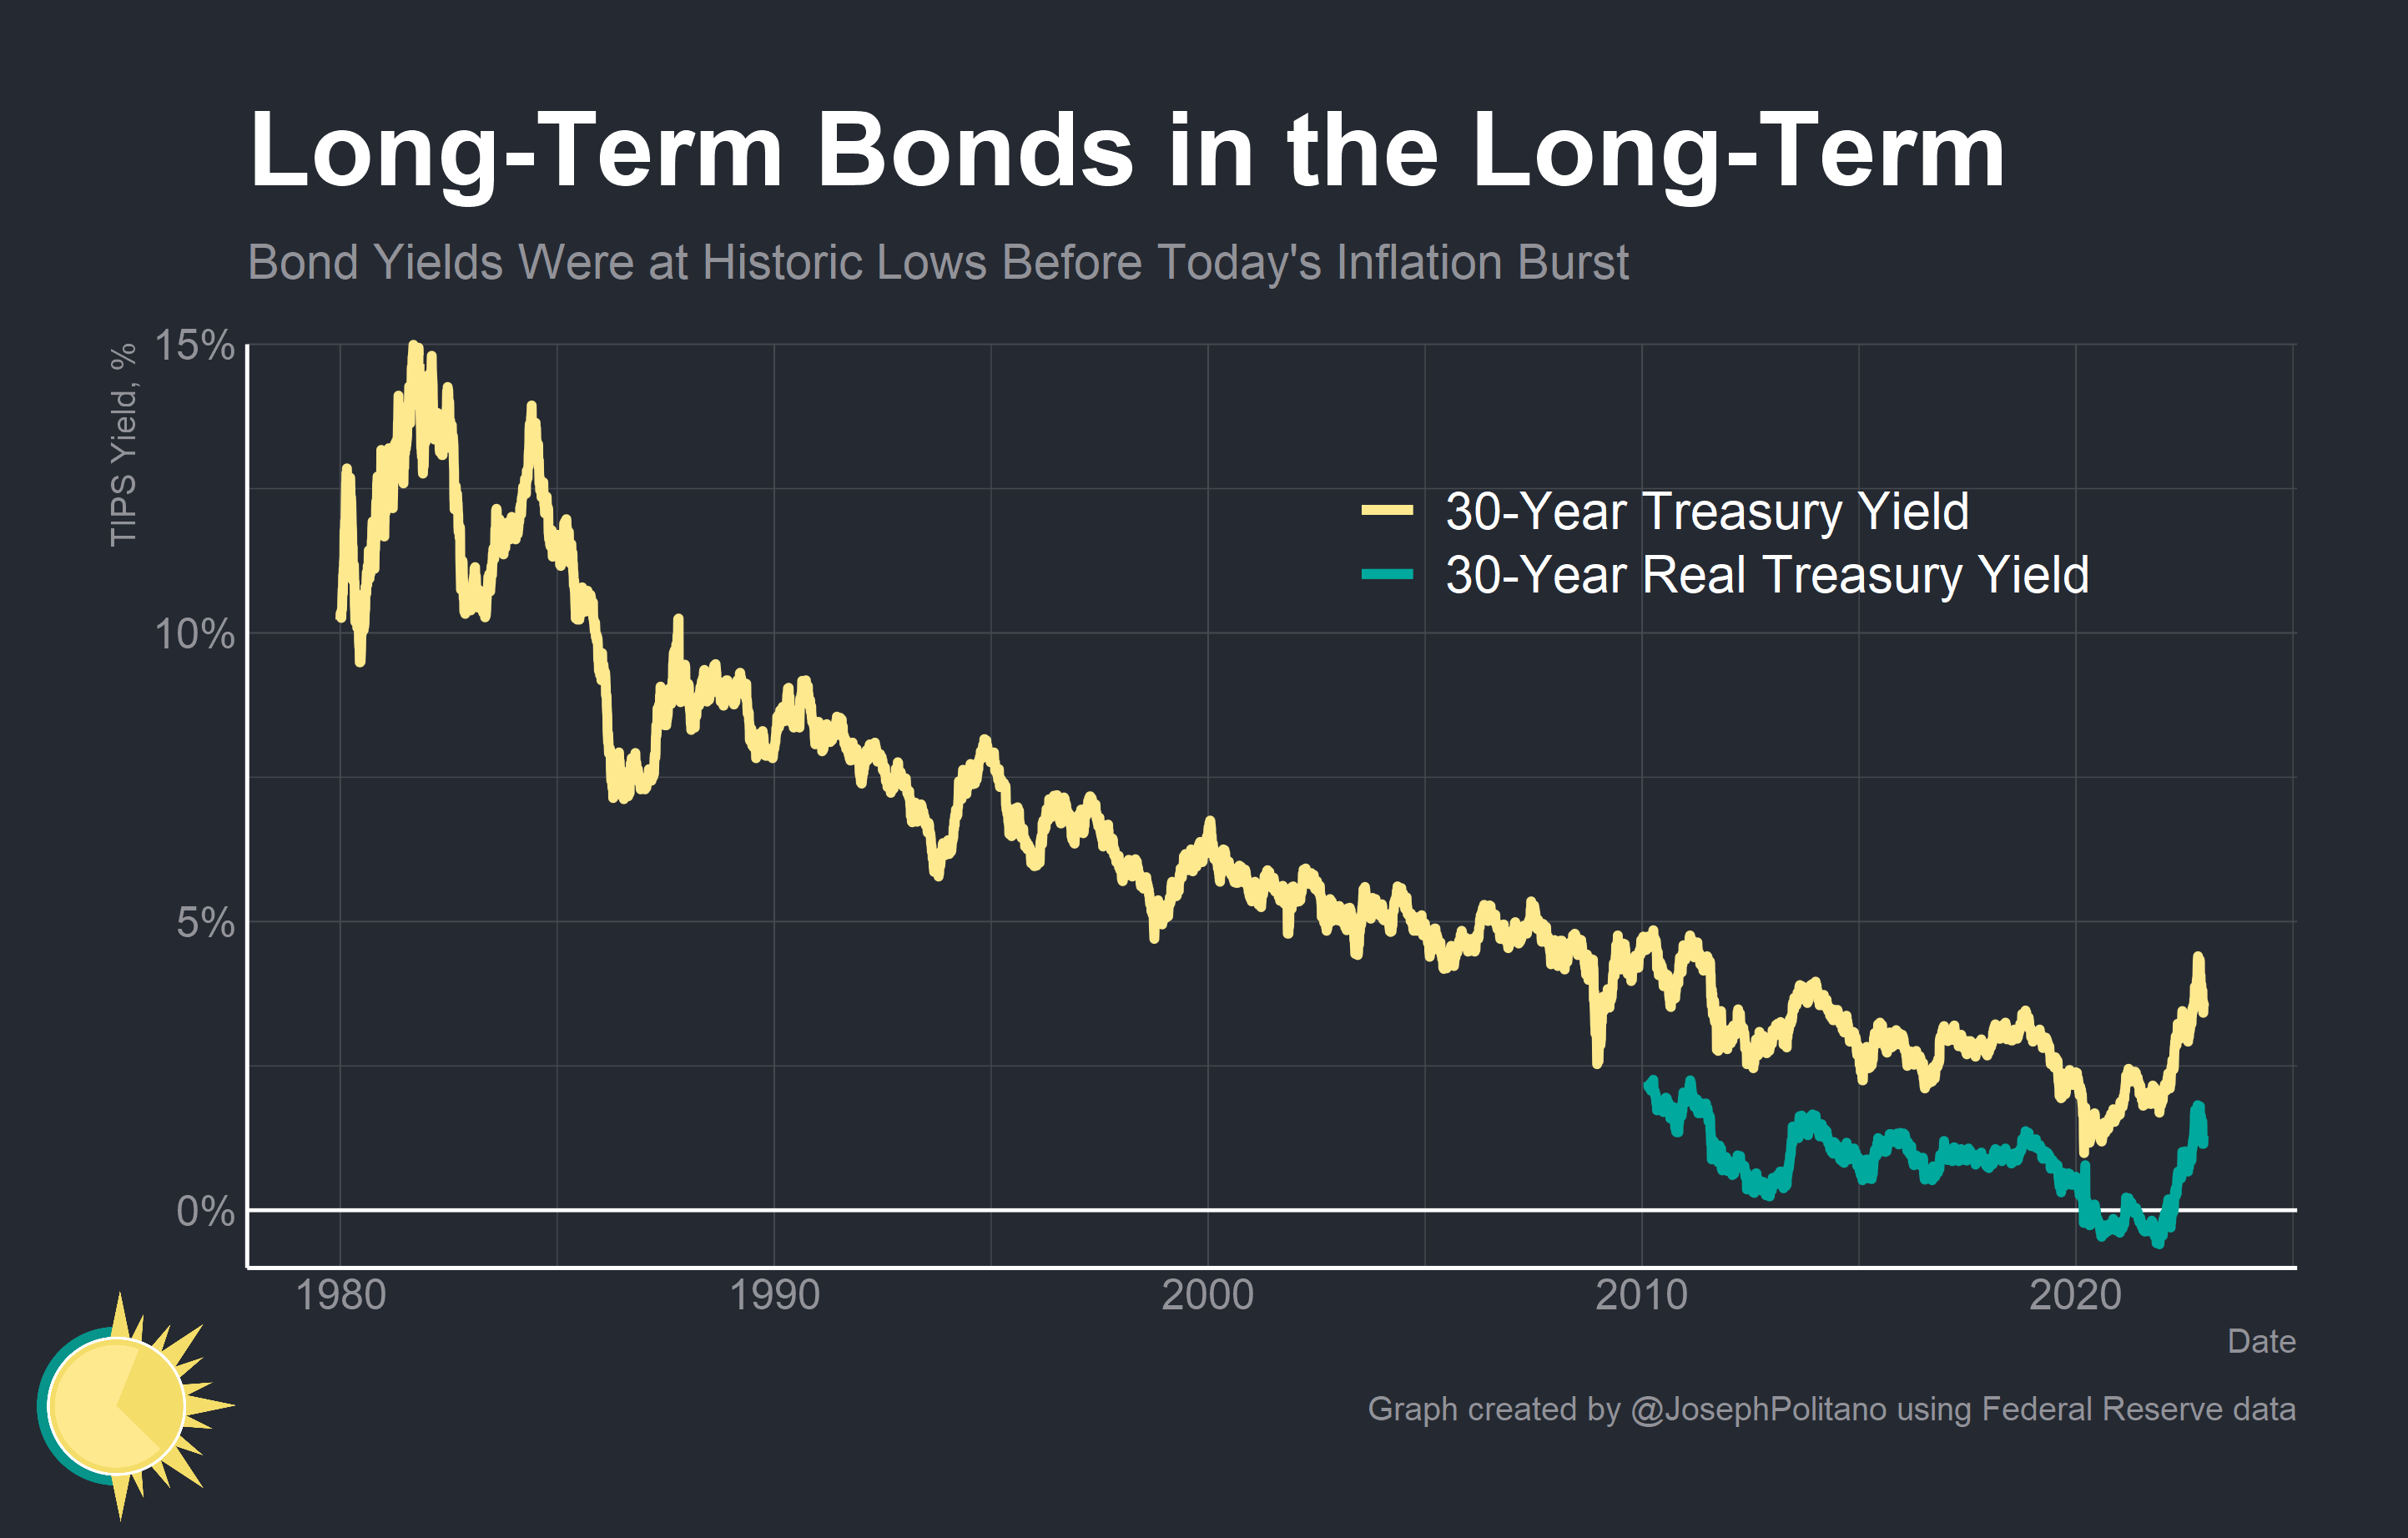 Long-Term Bonds in the Long-Term
Bond Yields Were at Historic Lows Before Today's Inflation Burst
TIPS Yield, %
15%
10%
5%
0%
30-Year Treasury Yield
30-Year Real Treasury Yield
1980 1990 2000 2010 2020
Date
Graph created by @JosephPolitano using Federal Reserve data